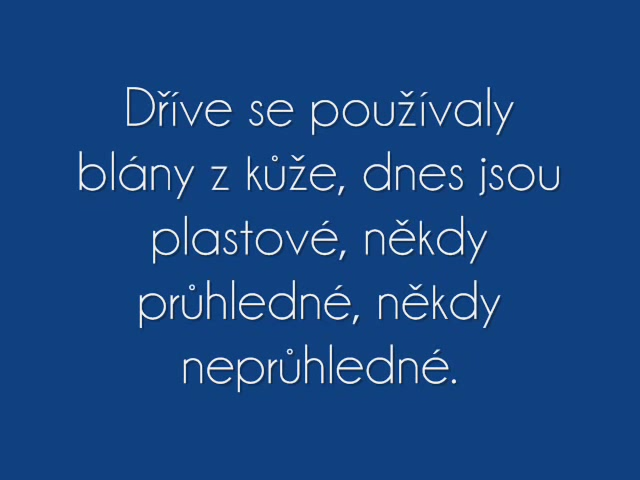 Dříve se používaly
blány z kůže, dnes jsou
plastové, někdy
průhledné, někdy
neprůhledné.